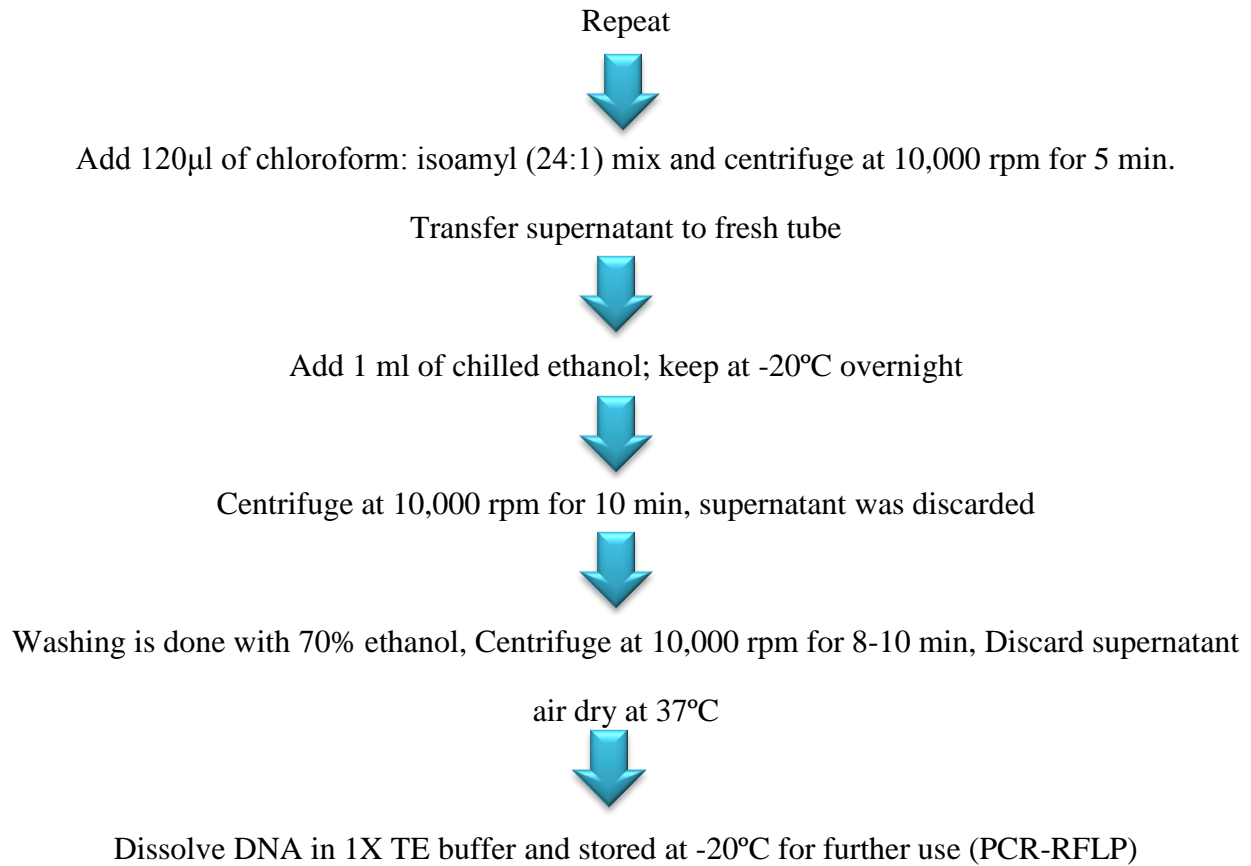 Repeat
Add 120μl of chloroform: isoamyl (24:1) mix and centrifuge at 10,000 rpm for 5 min.
Transfer supernatant to fresh tube
Add 1 ml of chilled ethanol; keep at -20ºC overnight
Centrifuge at 10,000 rpm for 10 min, supernatant was discarded
Washing is done with 70% ethanol, Centrifuge at 10,000 rpm for 8-10 min, Discard supernatant
air dry at 37ºC
Dissolve DNA in 1X TE buffer and stored at -20ºC for further use (PCR-RFLP)